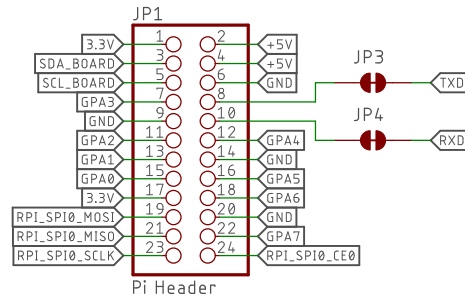 JP1
3.3V 1 2 +5V
SDA_BOARD 3 4 +5V
JP3
SCL_BOARD 5 6 GND TXD
GPA3 7 8
GND 9 10
JP4
GPA2 11 12 GPA4 RXD
GPA1 13 14 GND
GPA0 15 16 GPA5
3.3V 17 18 GPA6
RPI_SPI0_MOSI 19 20 GND
RPI_SPI0_MISO 21 22 GPA7
RPI_SPI0_SCLK 23 24 RPI_SPI0_CE0
Pi Header